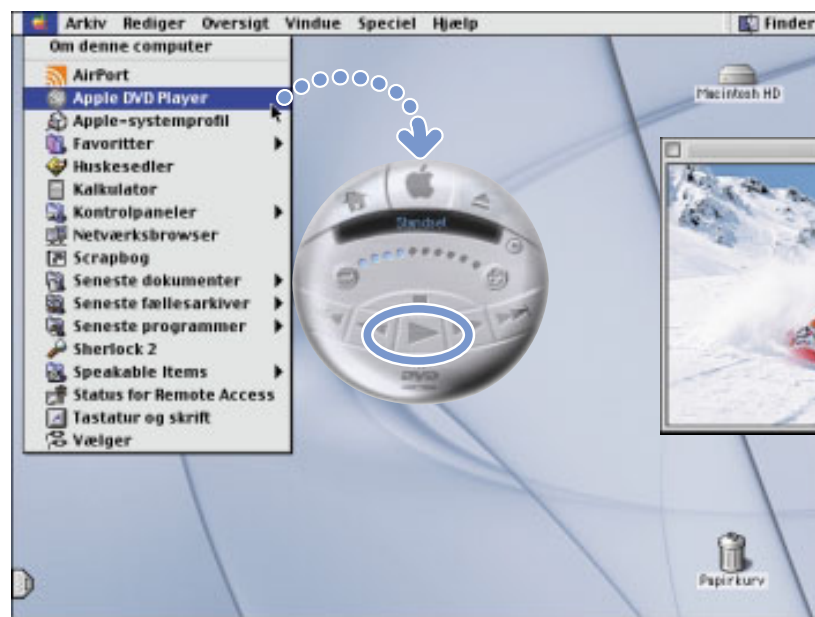 Arkiv Rediger Oversigt Vindue Speciel Hjælp Finder
Om denne computer
AirPort
Apple DVD Player
Apple-systemprofil
Favoritter
Huskesedler
Kalkulator
Kontrolpaneler
Netværksbrowser
Scrapbog
Seneste dokumenter
Seneste fællesarkiver
Seneste programmer
Sherlock 2
Speakable Items
Status for Remote Access
Tastatur og skrift
Vælger
Standset
DVD
Macintosh HD
Papirkurv